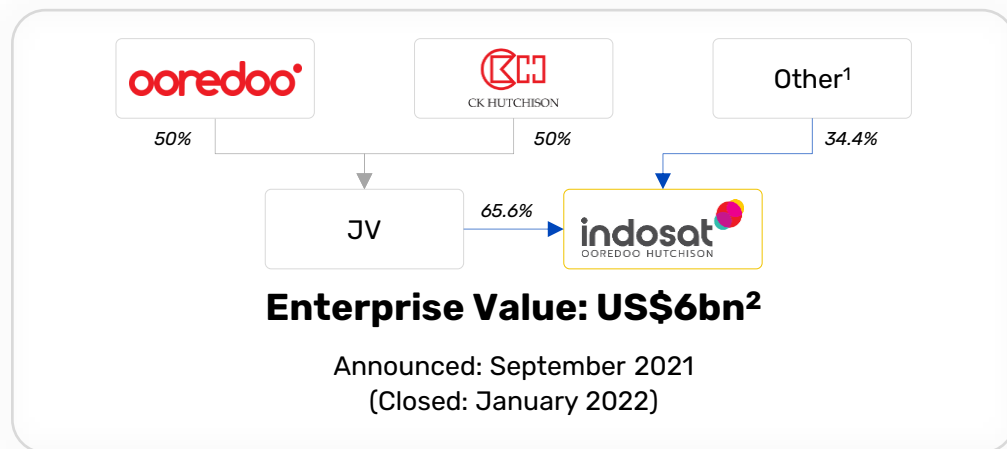 ooredoo
CK HUTCHISON
Other¹
50%
50%
34.4%
JV
65.6%
indosat
OOREDOO HUTCHISON
Enterprise Value: US$6bn²
Announced: September 2021
(Closed: January 2022)